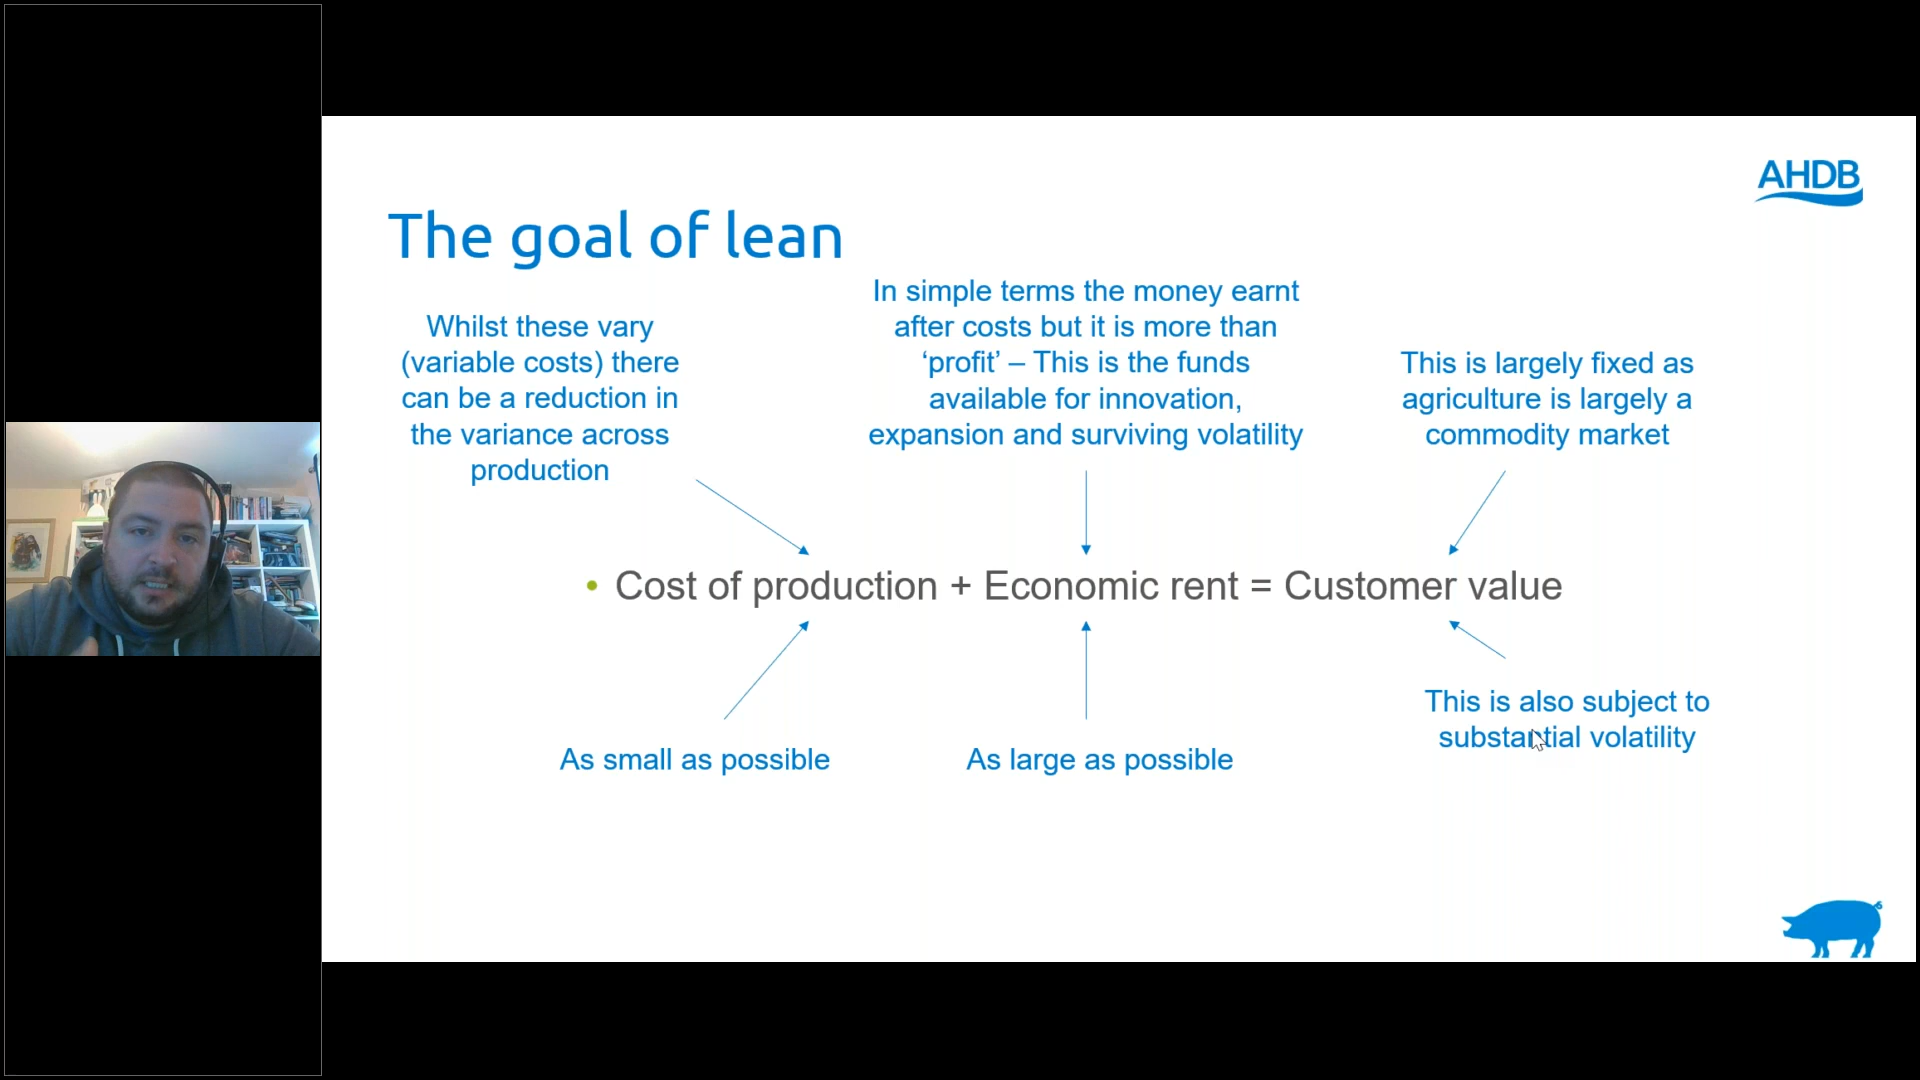 AHDB
The goal of lean
Whilst these vary
(variable costs) there
can be a reduction in
the variance across
production
In simple terms the money earnt
after costs but it is more than
‘profit’ – This is the funds
available for innovation,
expansion and surviving volatility
This is largely fixed as
agriculture is largely a
commodity market
• Cost of production + Economic rent = Customer value
As small as possible
As large as possible
This is also subject to
substantial volatility